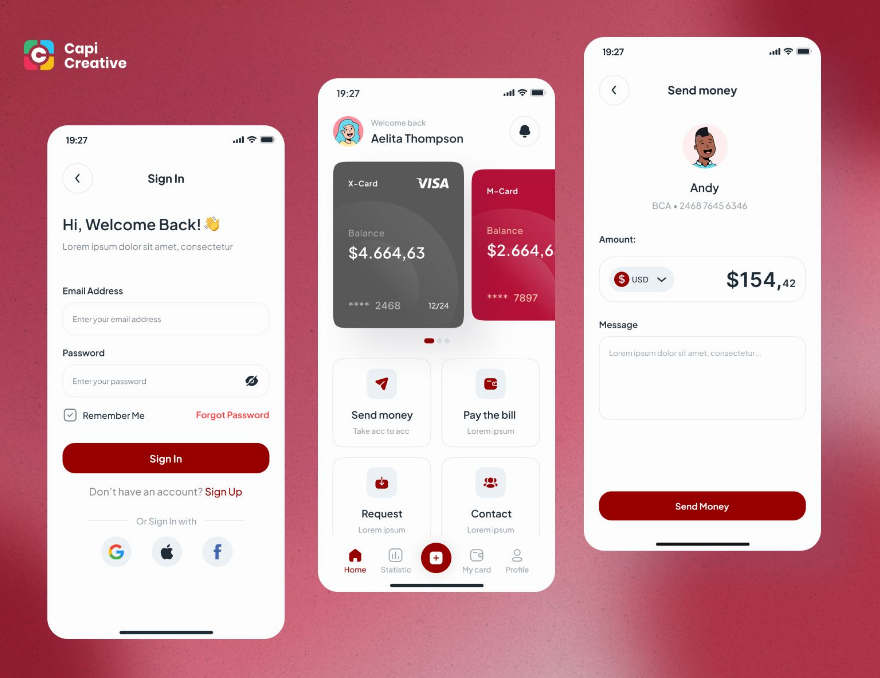 Capi
Creative
19:27
Sign In
Hi, Welcome Back! 👋
Lorem ipsum dolor sit amet, consectetur
Email Address
Enter your email address
Password
Enter your password
Remember Me Forgot Password
Sign In
Don't have an account? Sign Up
Or Sign In with
19:27
Welcome back
Aelita Thompson
X-Card VISA
Balance
$4.664,63
**** 2468 12/24
M-Card
Balance
$2.664,6
**** 7897
Send money
Take acc to acc
Pay the bill
Lorem ipsum
Request
Lorem ipsum
Contact
Lorem ipsum
Home Statistic My card Profile
19:27
Send money
Andy
BCA • 2468 7645 6346
Amount:
$ USD $154,42
Message
Lorem ipsum dolor sit amet, consectetur...
Send Money